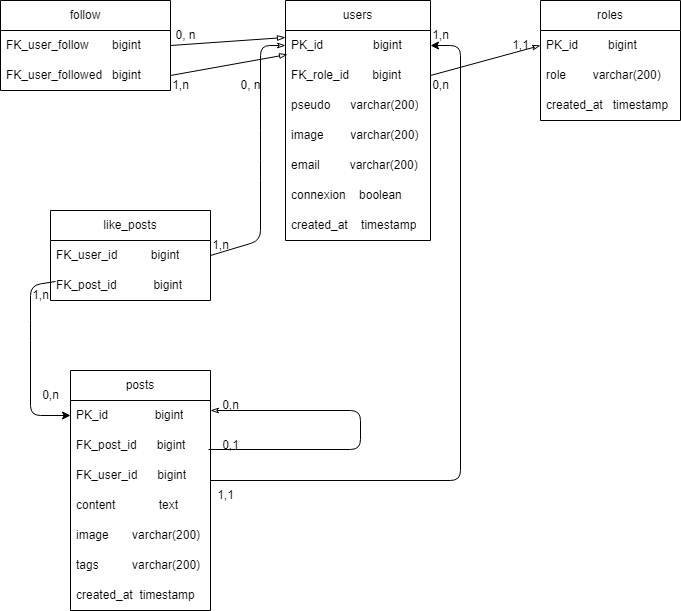 follow
FK_user_follow bigint
FK_user_followed bigint
0, n
1,n
users
PK_id bigint
FK_role_id bigint
pseudo varchar(200)
image varchar(200)
email varchar(200)
connexion boolean
created_at timestamp
1,n
0,n
1,1
roles
PK_id bigint
role varchar(200)
created_at timestamp
0, n
like_posts
FK_user_id bigint
FK_post_id bigint
1,n
1,n
0,n
posts
PK_id bigint
FK_post_id bigint
FK_user_id bigint
content text
image varchar(200)
tags varchar(200)
created_at timestamp
0,n
0,1
1,1